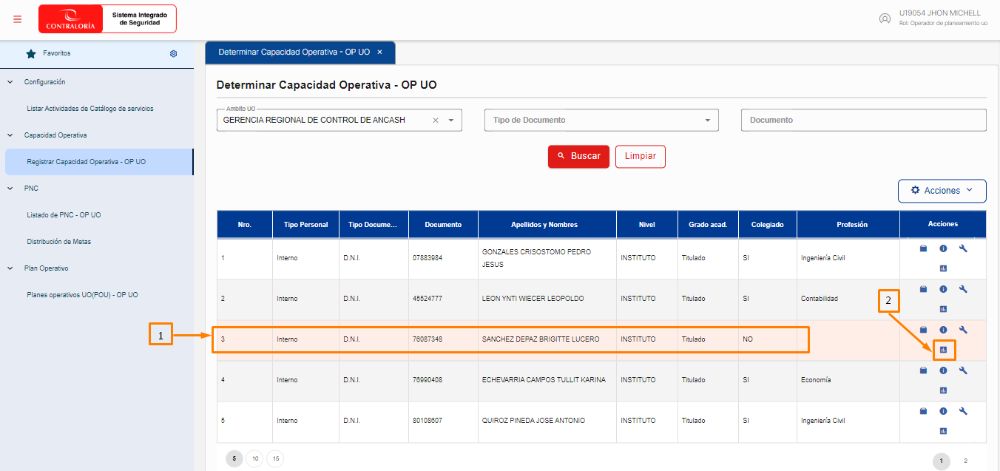 CONTRALORÍA
Sistema Integrado
de Seguridad
U19054 JHON MICHELL
Rol: Operador de planeamiento uo
Favoritos
Configuración
Listar Actividades de Catálogo de servicios
Capacidad Operativa
Registrar Capacidad Operativa - OP UO
PNC
Listado de PNC - OP UO
Distribución de Metas
Plan Operativo
Planes operativos UO(POU) - OP UO
Determinar Capacidad Operativa - OP UO ×
Determinar Capacidad Operativa - OP UO
Ambito UO
GERENCIA REGIONAL DE CONTROL DE ANCASH
Tipo de Documento
Documento
Buscar
Limpiar
Acciones
Nro. Tipo Personal Tipo Docume... Documento Apellidos y Nombres Nivel Grado acad. Colegiado Profesión Acciones
1 Interno D.N.I. 07883984 GONZALES CRISOSTOMO PEDRO JESUS INSTITUTO Titulado SI Ingeniería Civil
2 Interno D.N.I. 45524777 LEON YNTI WIECER LEOPOLDO INSTITUTO Titulado SI Contabilidad
3 Interno D.N.I. 76087348 SANCHEZ DEPAZ BRIGITTE LUCERO INSTITUTO Titulado NO
4 Interno D.N.I. 76990408 ECHEVARRIA CAMPOS TULLIT KARINA INSTITUTO Titulado SI Economía
5 Interno D.N.I. 80108607 QUIROZ PINEDA JOSE ANTONIO INSTITUTO Titulado SI Ingeniería Civil
1
2
5 10 15
1 2